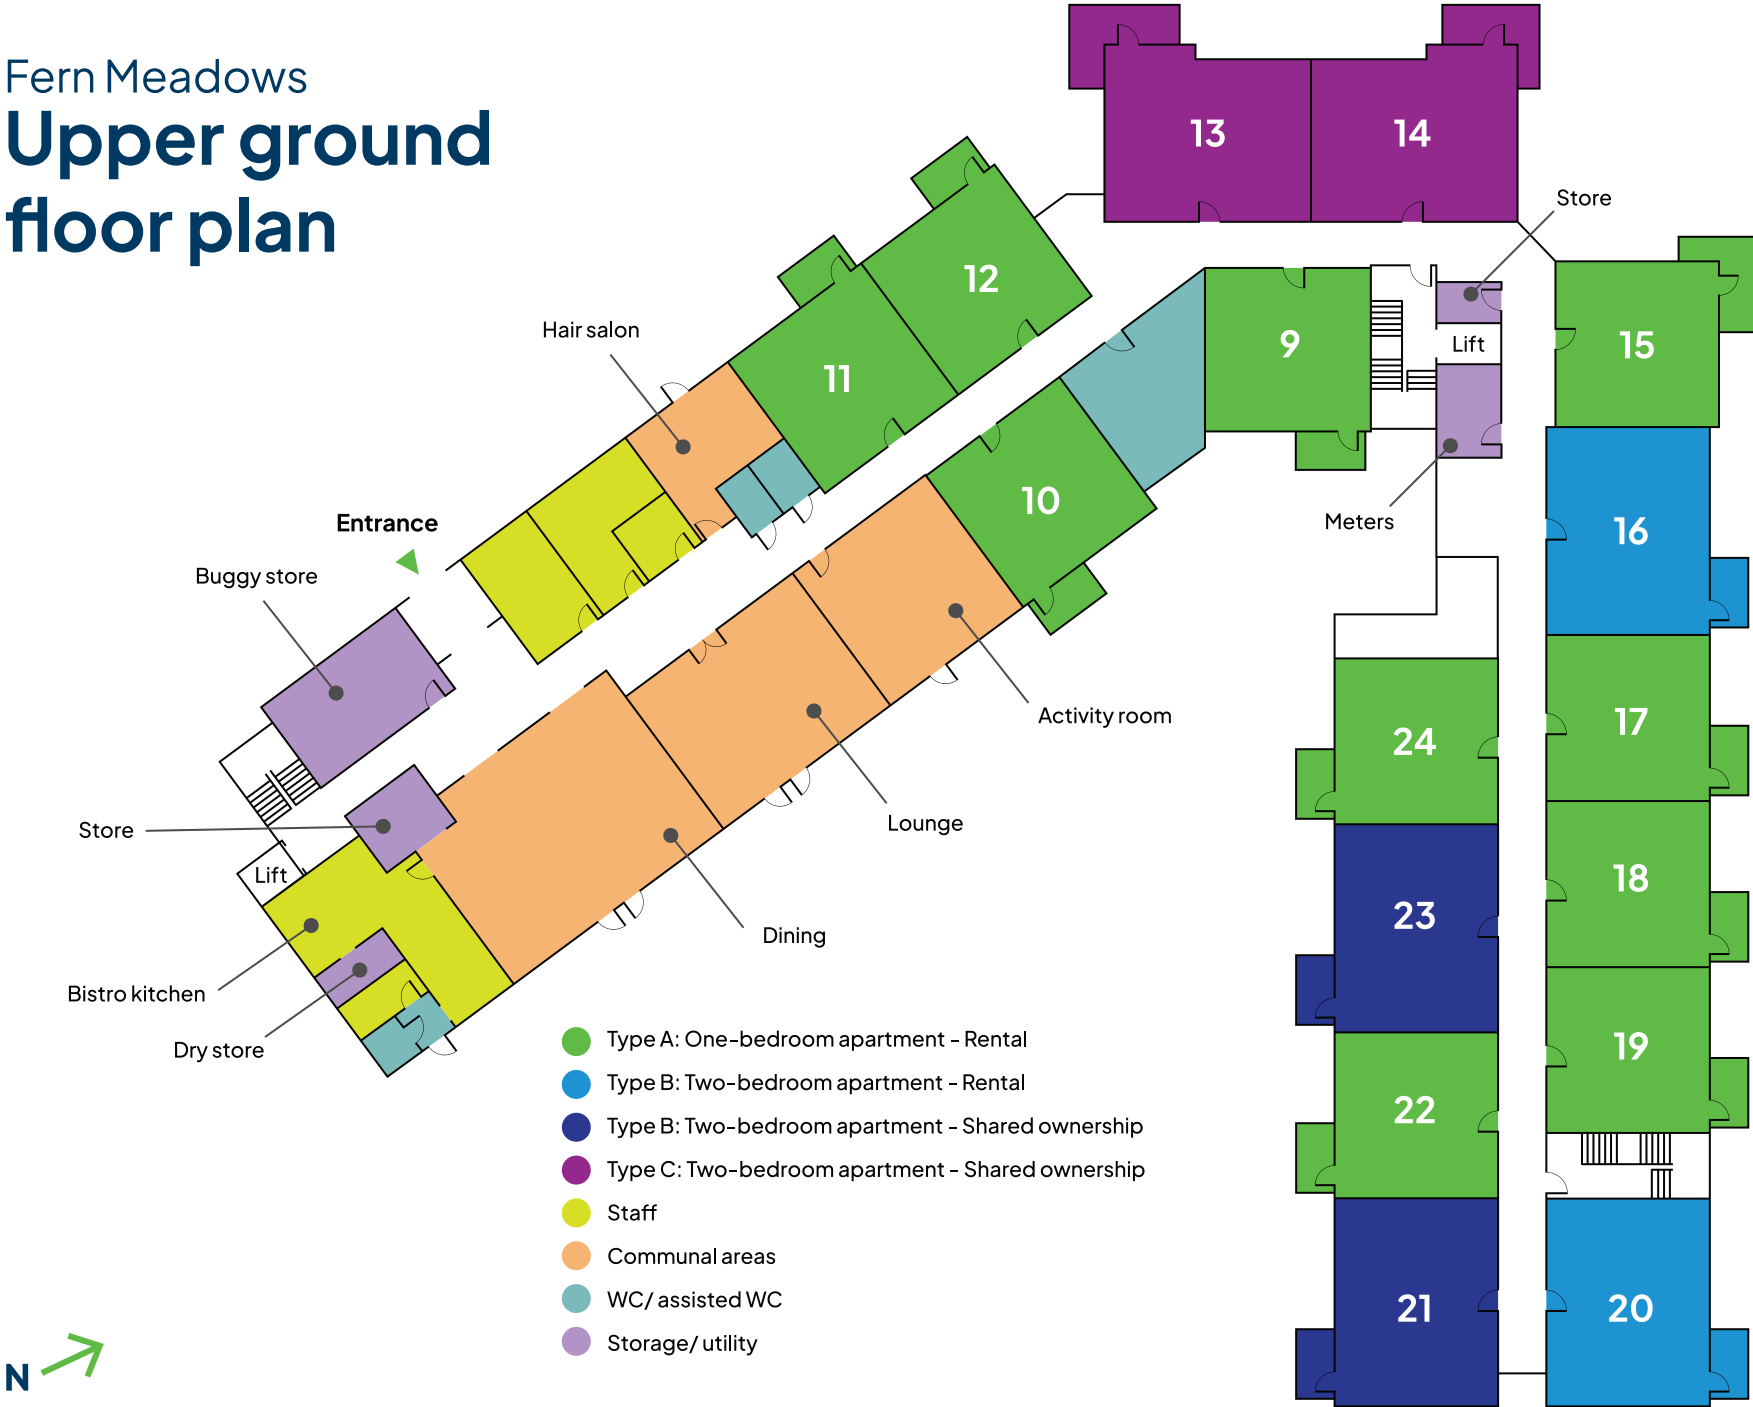 Fern Meadows
Upper ground
floor plan
13
14
Store
12
Hair salon
11
9
Lift
15
10
Meters
16
Entrance
Buggy store
Activity room
24
17
Store
Lounge
Lift
23
18
Dining
Bistro kitchen
Dry store
22
19
21
20
Type A: One-bedroom apartment - Rental
Type B: Two-bedroom apartment - Rental
Type B: Two-bedroom apartment - Shared ownership
Type C: Two-bedroom apartment - Shared ownership
Staff
Communal areas
WC/ assisted WC
Storage/ utility
N